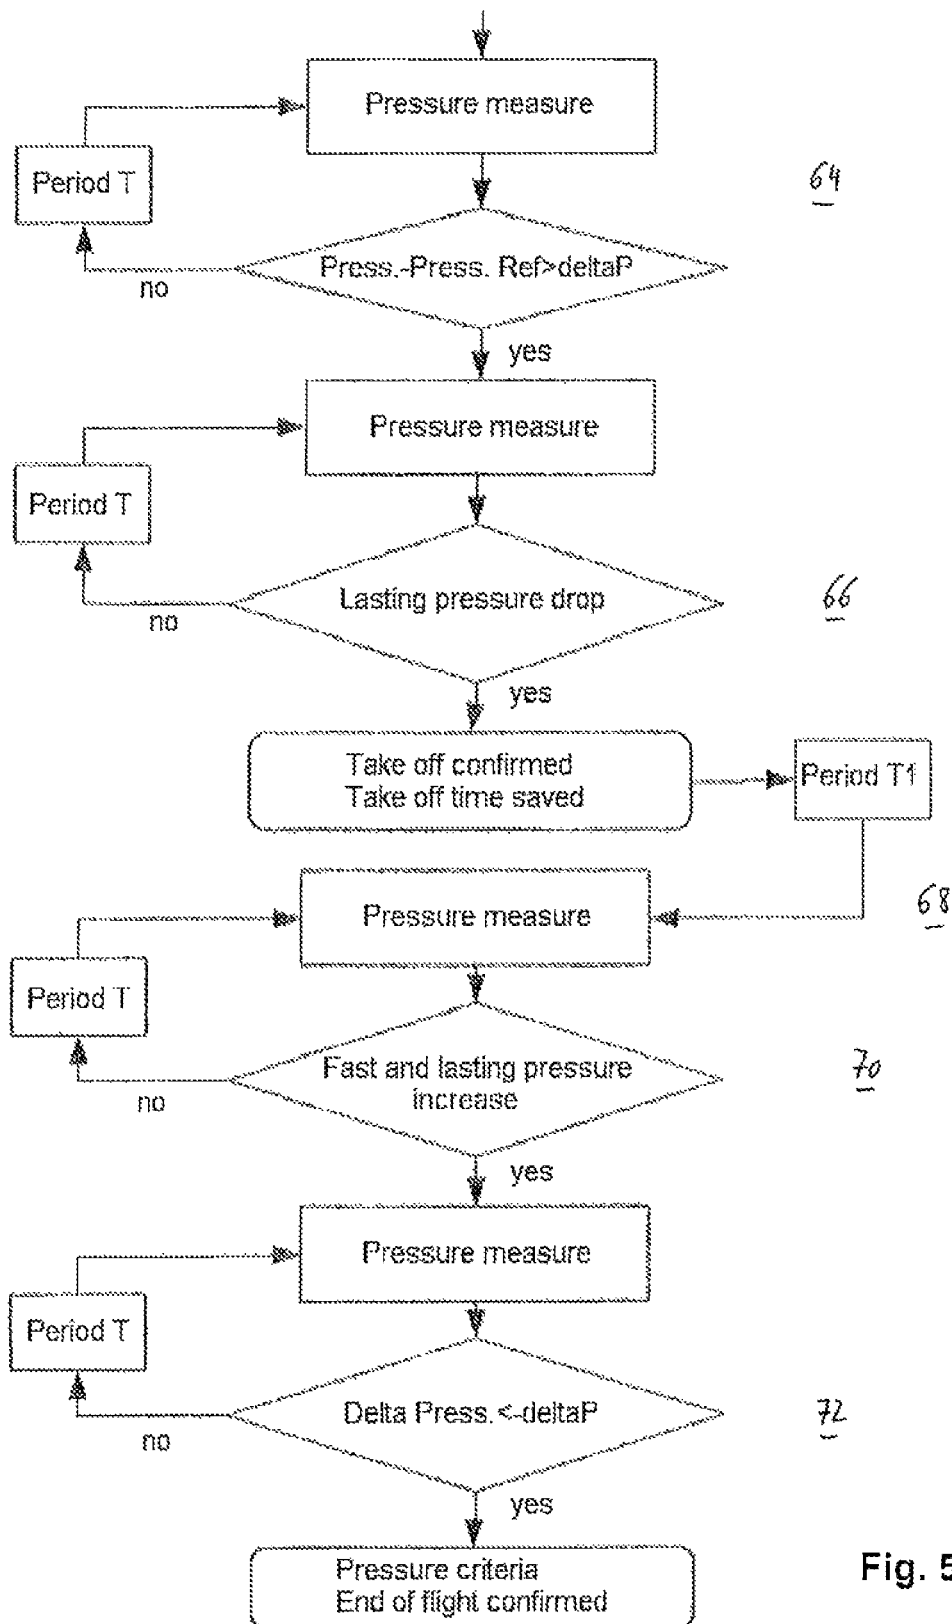 Pressure measure
Period T
64
Press.-Press. Ref>deltaP
no
yes
Pressure measure
Period T
Lasting pressure drop
66
no
yes
Take off confirmed
Take off time saved
Period T1
Pressure measure
68
Period T
Fast and lasting pressure
increase
70
no
yes
Pressure measure
Period T
Delta Press.<-deltaP
72
no
yes
Pressure criteria
End of flight confirmed
Fig. 5